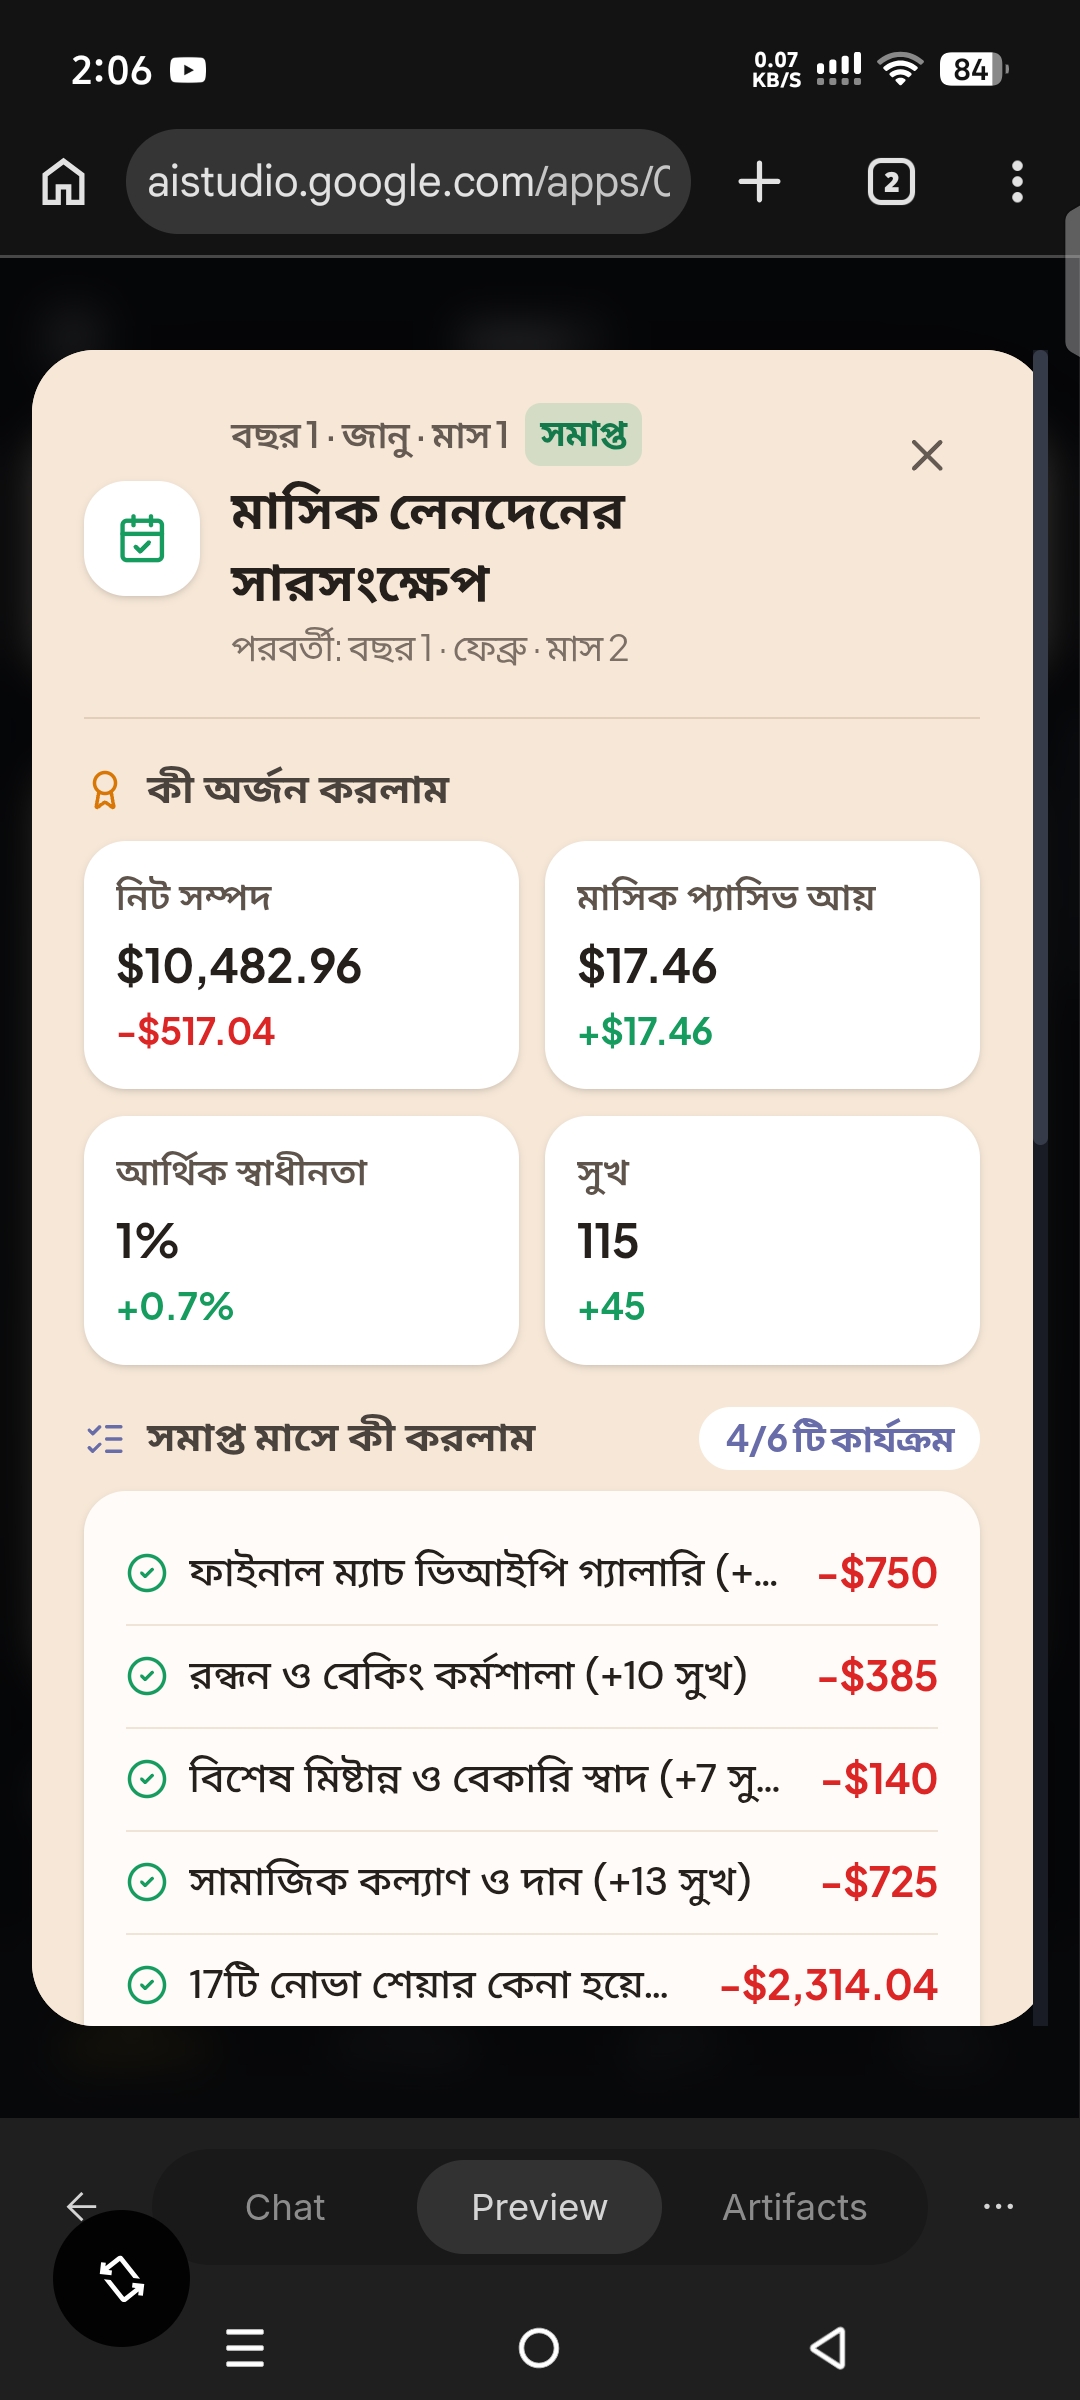 2:06
0.07
KB/S
84
aistudio.google.com/apps/
2
বছর 1 · জানু · মাস 1 সমাপ্ত
মাসিক লেনদেনের
সারসংক্ষেপ
পরবর্তী: বছর 1 · ফেব্রু · মাস 2
কী অর্জন করলাম
নিট সম্পদ
$10,482.96
-$517.04
মাসিক প্যাসিভ আয়
$17.46
+$17.46
আর্থিক স্বাধীনতা
1%
+0.7%
সুখ
115
+45
সমাপ্ত মাসে কী করলাম
4/6 টি কার্যক্রম
ফাইনাল ম্যাচ ভিআইপি গ্যালারি (+... -$750
রন্ধন ও বেকিং কর্মশালা (+10 সুখ) -$385
বিশেষ মিষ্টান্ন ও বেকারি স্বাদ (+7 সু... -$140
সামাজিক কল্যাণ ও দান (+13 সুখ) -$725
17টি নোভা শেয়ার কেনা হয়ে... -$2,314.04
Chat Preview Artifacts